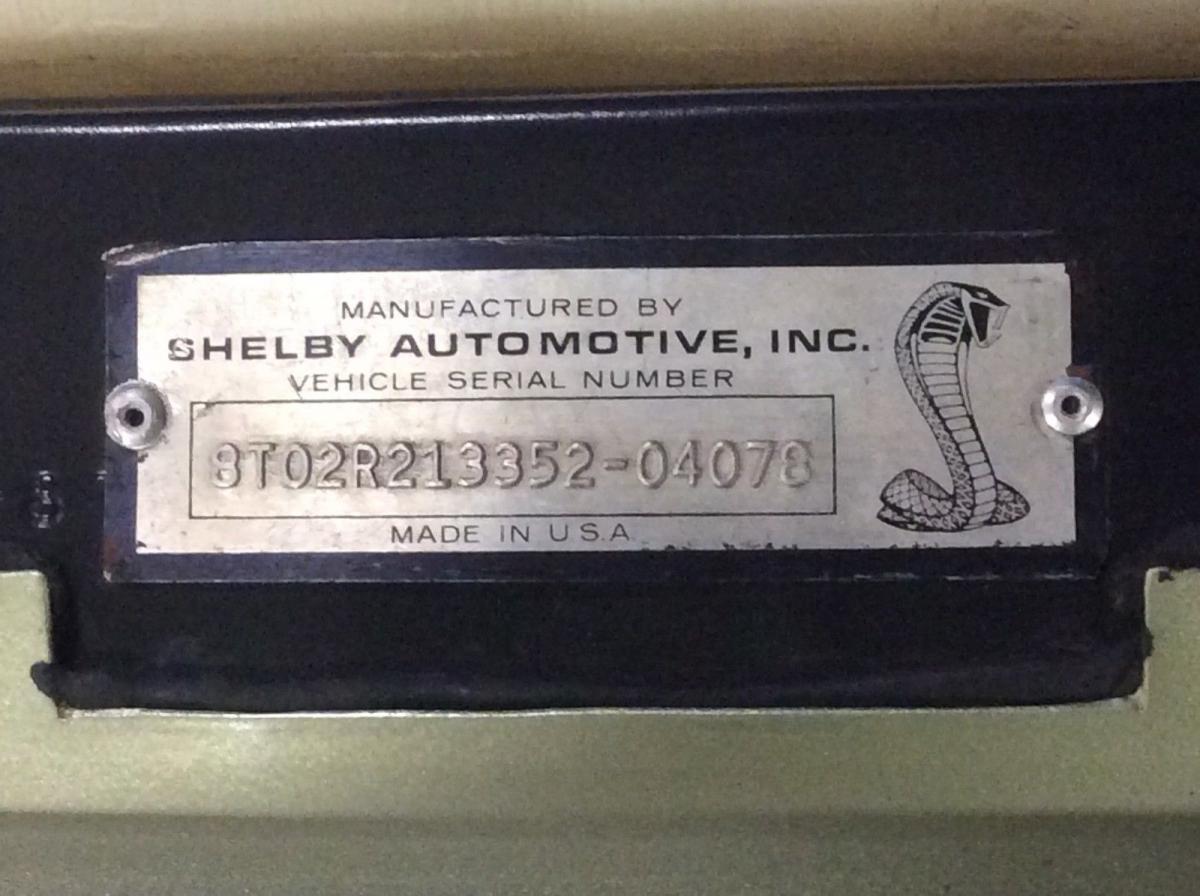 MANUFACTURED BY
SHELBY AUTOMOTIVE, INC.
VEHICLE SERIAL NUMBER
8T02R213352-04078
MADE IN U.S.A